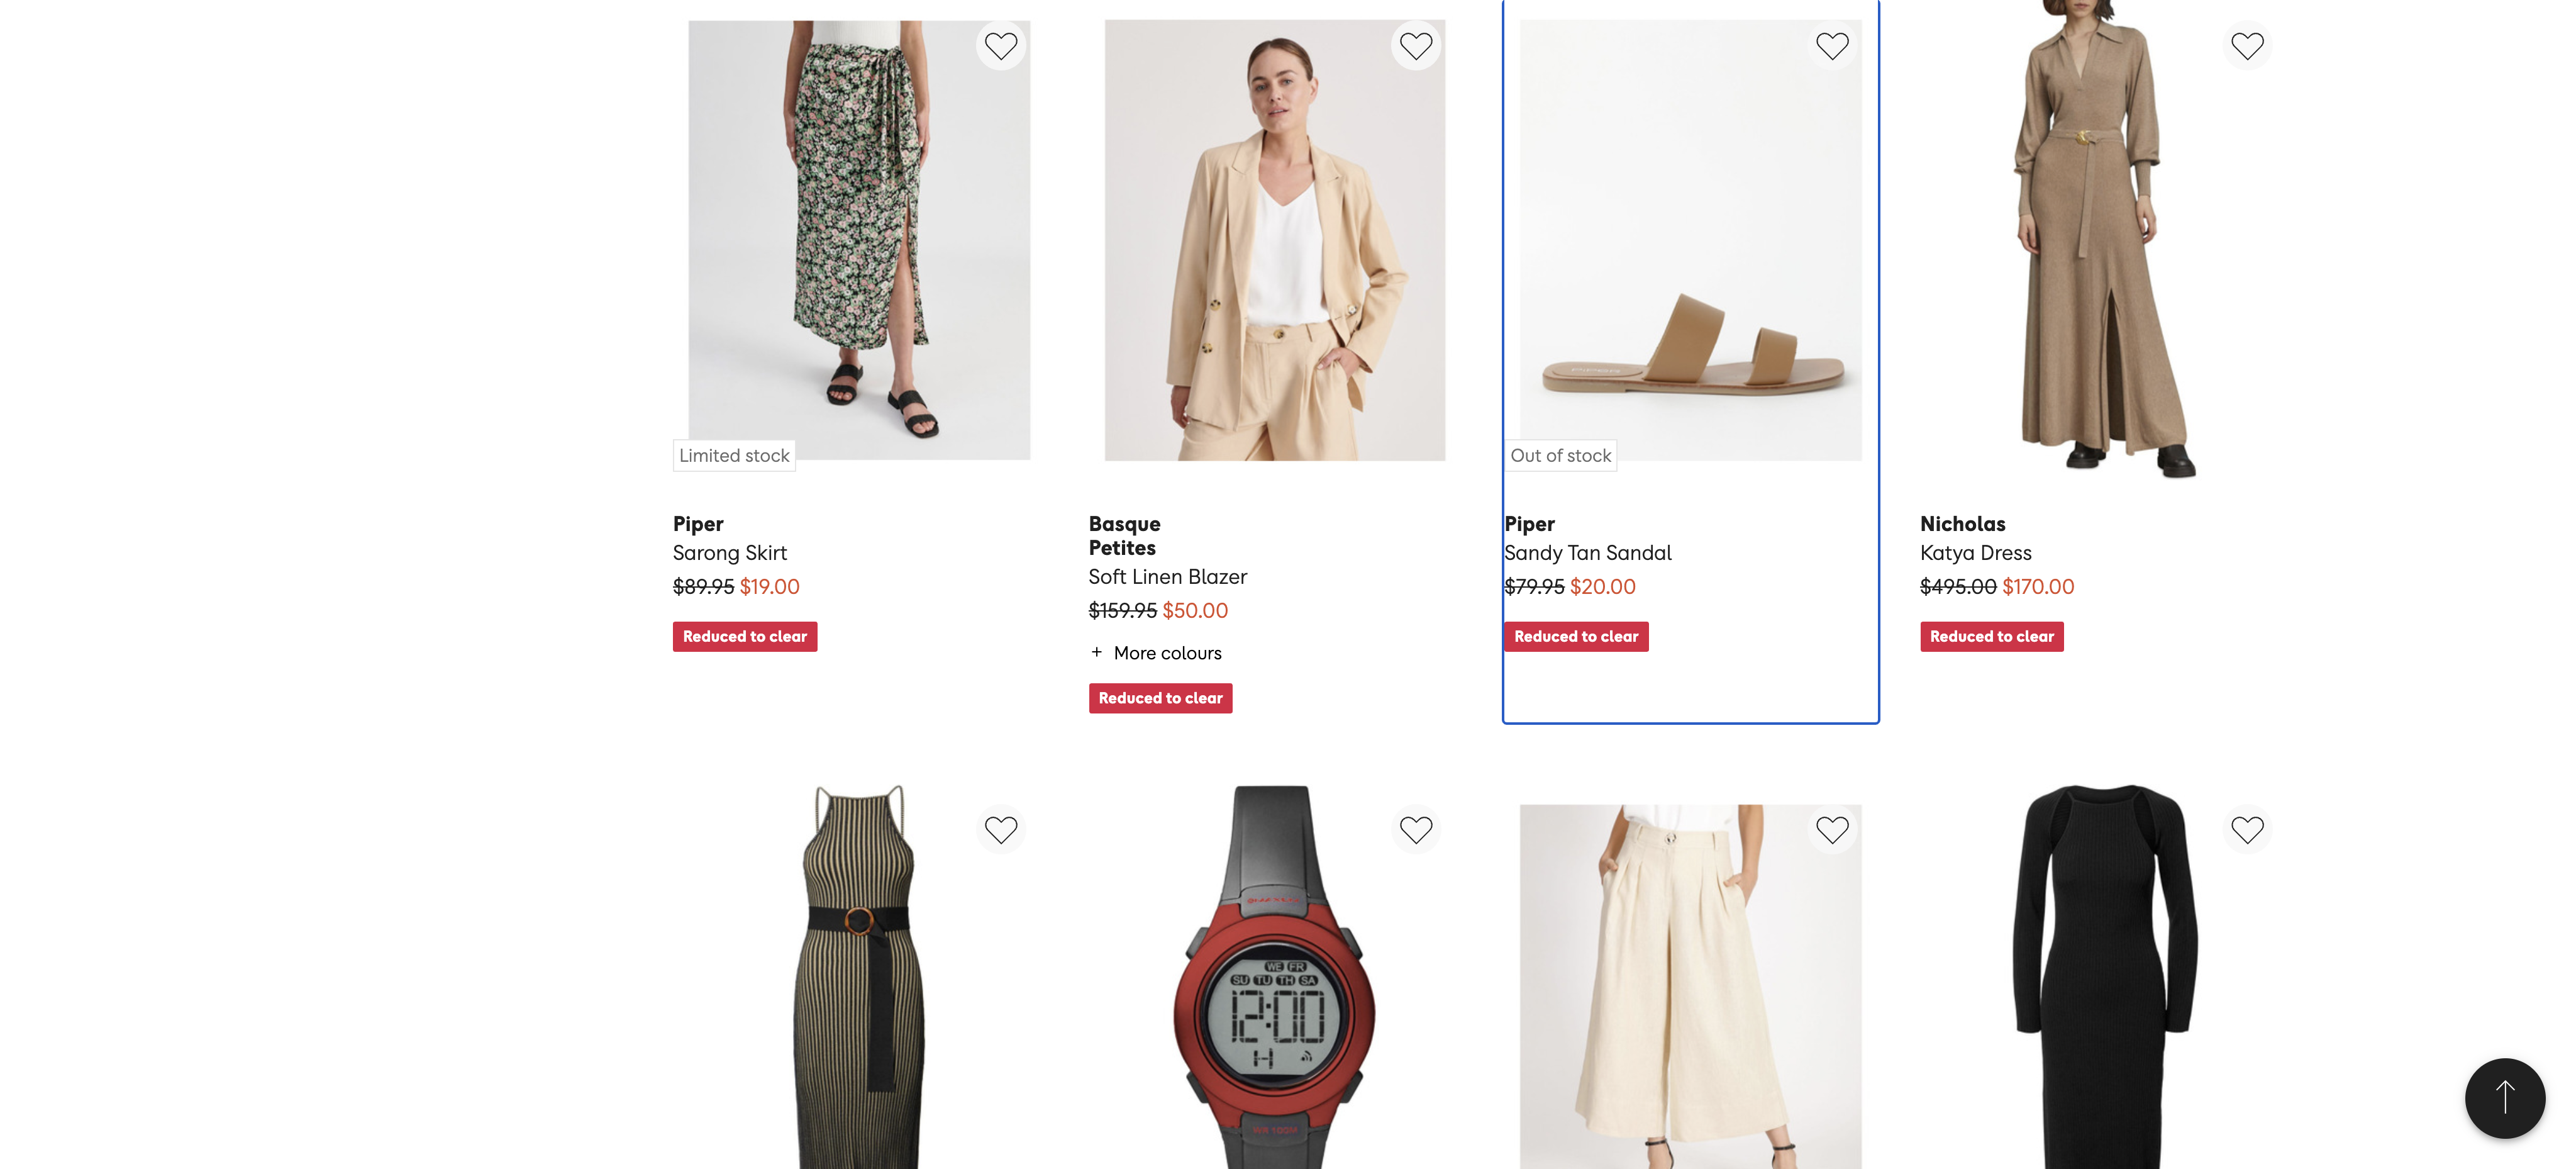 Limited stock
Out of stock
Piper
Sarong Skirt
$89.95 $19.00
Reduced to clear
Basque
Petites
Soft Linen Blazer
$159.95 $50.00
+ More colours
Reduced to clear
Piper
Sandy Tan Sandal
$79.95 $20.00
Reduced to clear
Nicholas
Katya Dress
$495.00 $170.00
Reduced to clear
WE FR
SU TU TH SA
12:00
H
WR 100M